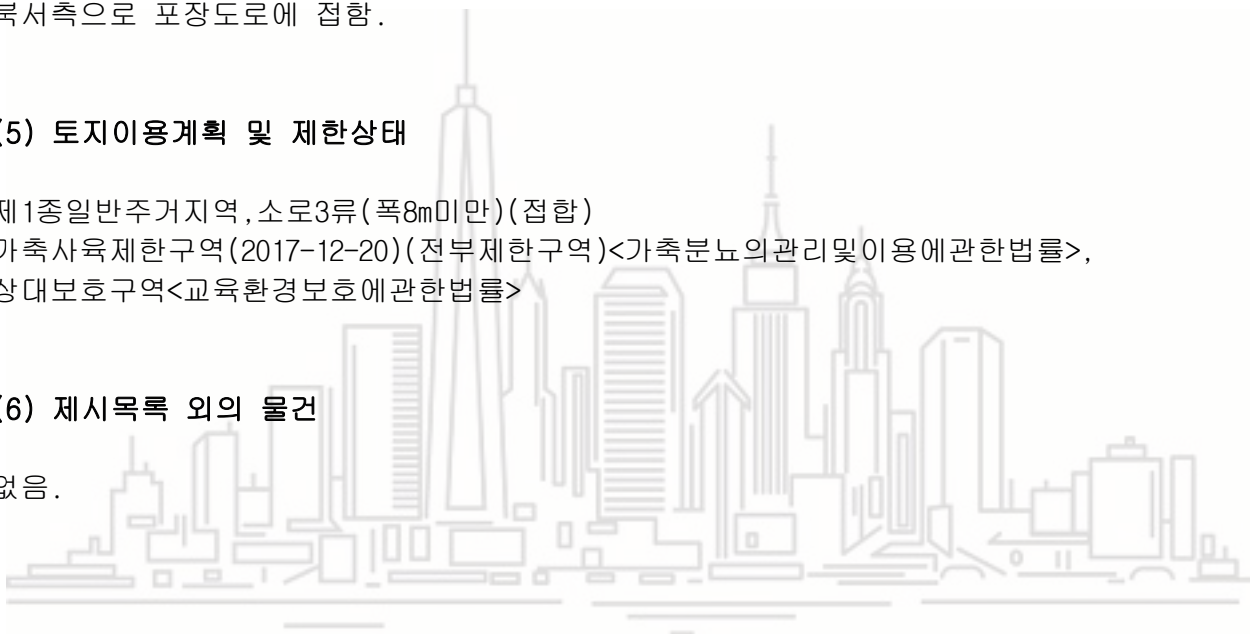 북서측으로 포장도로에 접함.
(5) 토지이용계획 및 제한상태
제1종일반주거지역,소로3류(폭8m미만)(접합)
가축사육제한구역(2017-12-20)(전부제한구역)<가축분뇨의관리및이용에관한법률>,
상대보호구역<교육환경보호에관한법률>
(6) 제시목록 외의 물건
없음.